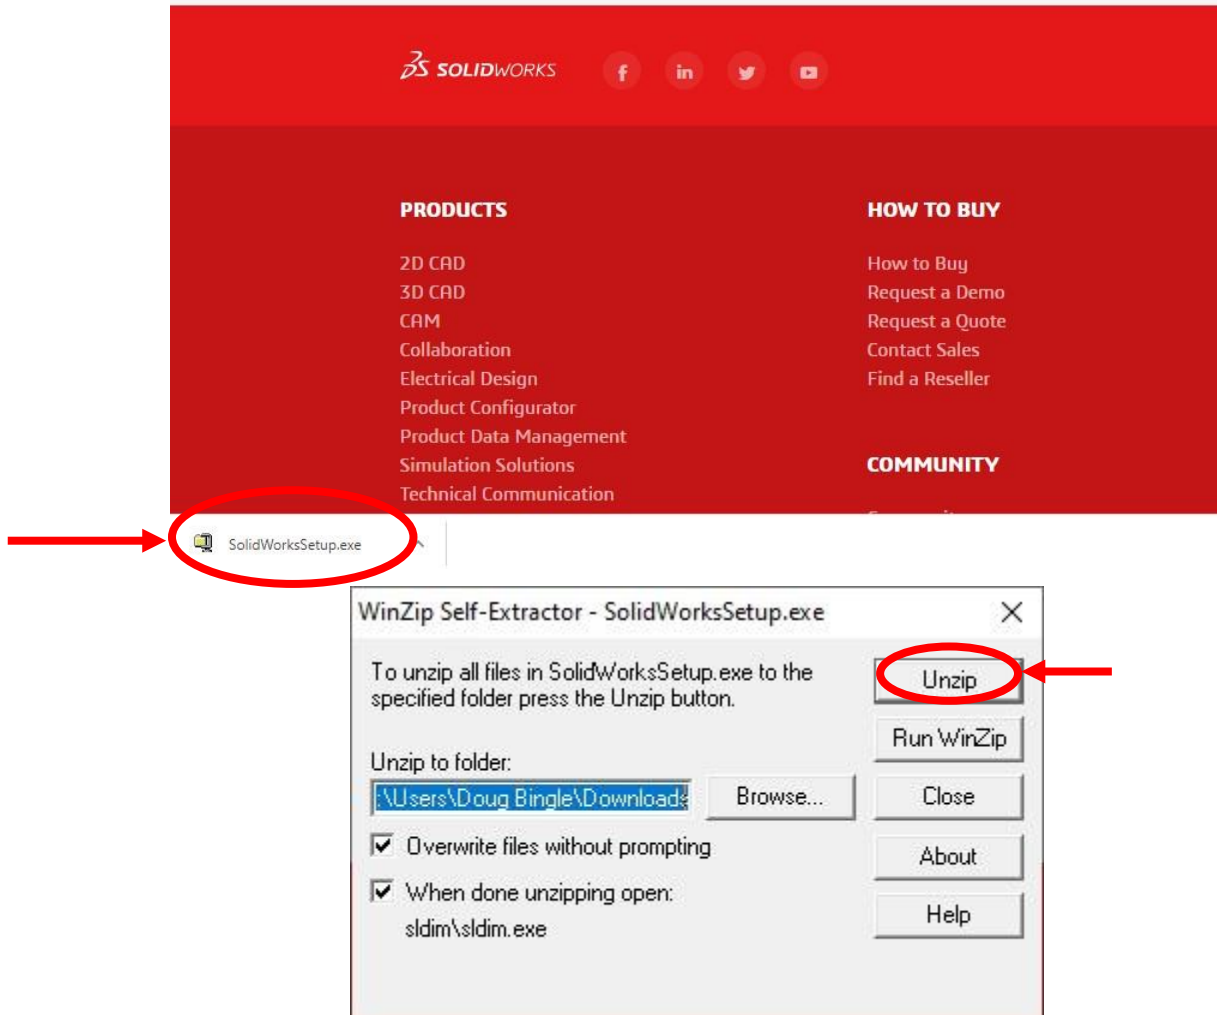 SOLIDWORKS
PRODUCTS
2D CAD
3D CAD
CAM
Collaboration
Electrical Design
Product Configurator
Product Data Management
Simulation Solutions
Technical Communication
HOW TO BUY
How to Buy
Request a Demo
Request a Quote
Contact Sales
Find a Reseller
COMMUNITY
SolidWorksSetup.exe
WinZip Self-Extractor - SolidWorksSetup.exe
To unzip all files in SolidWorksSetup.exe to the
specified folder press the Unzip button.
Unzip to folder:
:\Users\Doug Bingle\Downloads
Browse...
Overwrite files without prompting
When done unzipping open:
sldim\sldim.exe
Unzip
Run WinZip
Close
About
Help